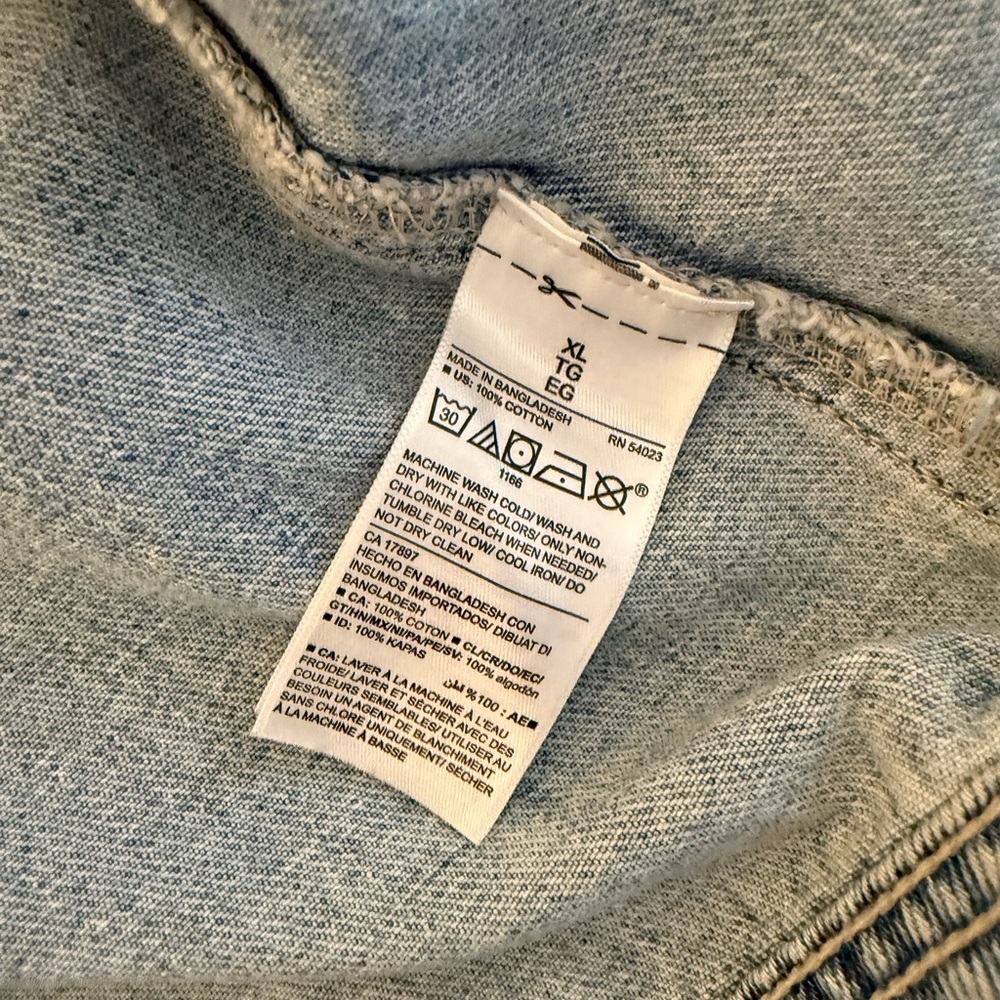 XL
TG
EG
MADE IN BANGLADESH
■ US: 100% COTTON
RN 54023
30
®
1166
MACHINE WASH COLD/ WASH AND
DRY WITH LIKE COLORS/ ONLY NON-
CHLORINE BLEACH WHEN NEEDED/
TUMBLE DRY LOW/ COOL IRON/ DO
NOT DRY CLEAN
CA 17897
HECHO EN BANGLADESH CON
INSUMOS IMPORTADOS/ DIBUAT DI
BANGLADESH
■ CA: 100% COTON ■ CL/CR/DO/EC/
GT/HN/MX/NI/PA/PE/SV: 100% algodón
■ ID: 100% KAPAS
■AE : 100 % قطن
■ CA: LAVER À LA MACHINE À L'EAU
FROIDE/ LAVER ET SÉCHER AVEC DES
COULEURS SEMBLABLES/ UTILISER AU
BESOIN UN AGENT DE BLANCHIMENT
SANS CHLORE UNIQUEMENT/ SÉCHER
À LA MACHINE À BASSE